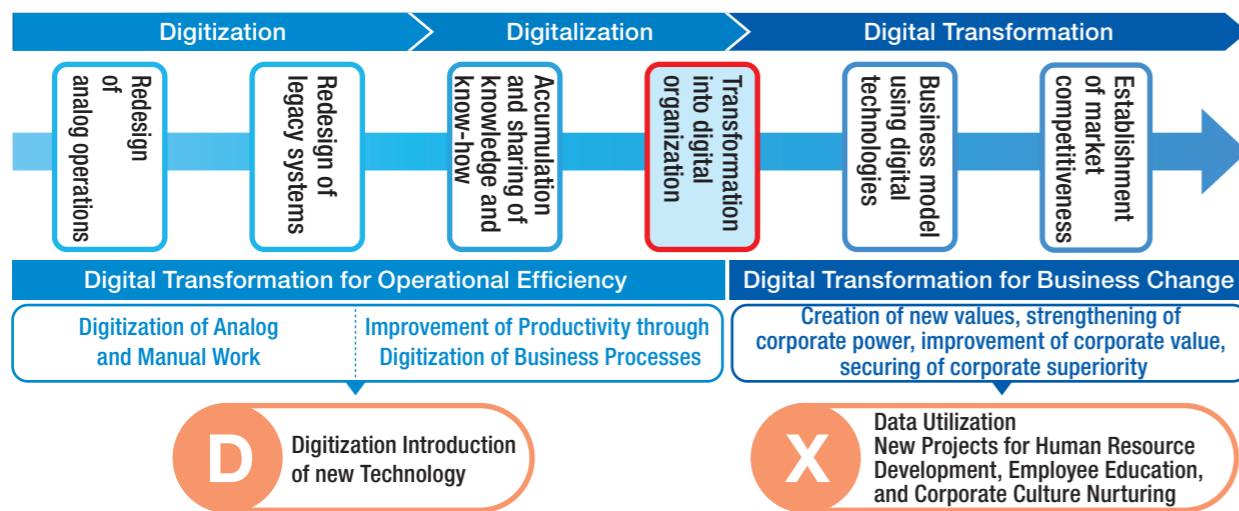 Digitization
Digitalization
Digital Transformation
Redesign
of
analog operations
Redesign of
legacy systems
Accumulation
and sharing of
knowledge and
know-how
Transformation
into digital
organization
Business model
using digital
technologies
Establishment
of market
competitiveness
Digital Transformation for Operational Efficiency
Digital Transformation for Business Change
Digitization of Analog
and Manual Work
Improvement of Productivity through
Digitization of Business Processes
Creation of new values, strengthening of
corporate power, improvement of corporate value,
securing of corporate superiority
D
Digitization Introduction
of new Technology
X
Data Utilization
New Projects for Human Resource
Development, Employee Education,
and Corporate Culture Nurturing